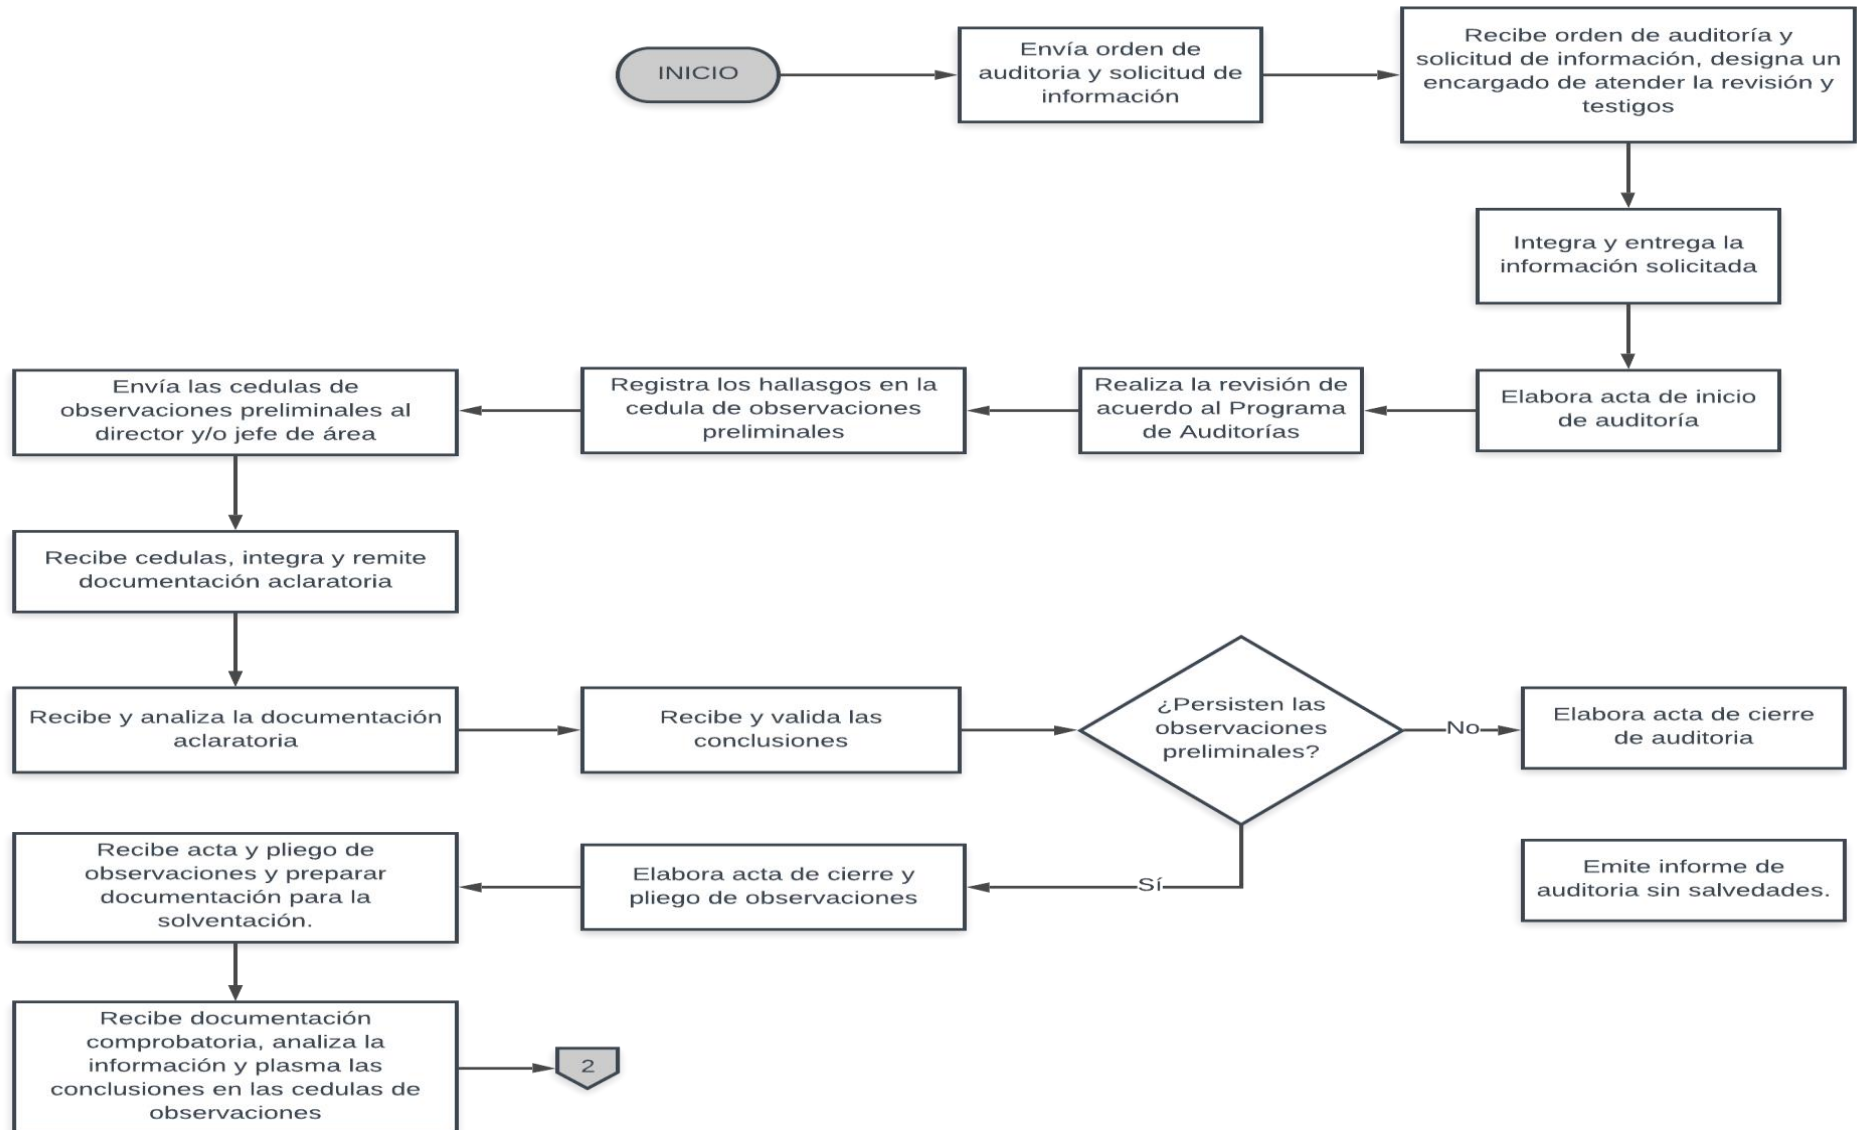 INICIO
Envía orden de
auditoria y solicitud de
información
Recibe orden de auditoría y
solicitud de información, designa un
encargado de atender la revisión y
testigos
Integra y entrega la
información solicitada
Elabora acta de inicio
de auditoría
Realiza la revisión de
acuerdo al Programa
de Auditorías
Registra los hallasgos en la
cedula de observaciones
preliminales
Envía las cedulas de
observaciones preliminales al
director y/o jefe de área
Recibe cedulas, integra y remite
documentación aclaratoria
Recibe y analiza la documentación
aclaratoria
Recibe y valida las
conclusiones
¿Persisten las
observaciones
preliminales?
No
Elabora acta de cierre
de auditoria
Emite informe de
auditoria sin salvedades.
Sí
Elabora acta de cierre y
pliego de observaciones
Recibe acta y pliego de
observaciones y preparar
documentación para la
solventación.
Recibe documentación
comprobatoria, analiza la
información y plasma las
conclusiones en las cedulas de
observaciones
2